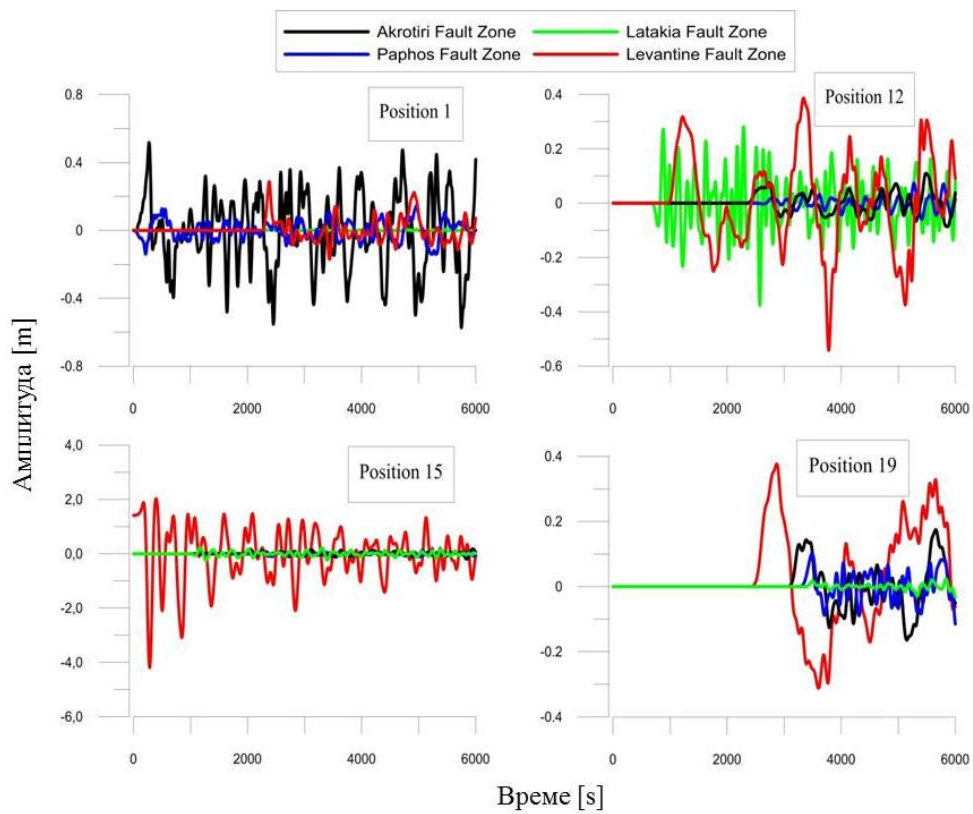 Akrotiri Fault Zone Latakia Fault Zone
Paphos Fault Zone Levantine Fault Zone
Амплитуда [m]
Position 1
0.8
0.4
0
-0.4
-0.8
0 2000 4000 6000
Position 12
0.4
0.2
0
-0.2
-0.4
-0.6
0 2000 4000 6000
Position 15
4,0
2,0
0,0
-2,0
-4,0
-6,0
0 2000 4000 6000
Position 19
0.4
0.2
0
-0.2
-0.4
0 2000 4000 6000
Време [s]